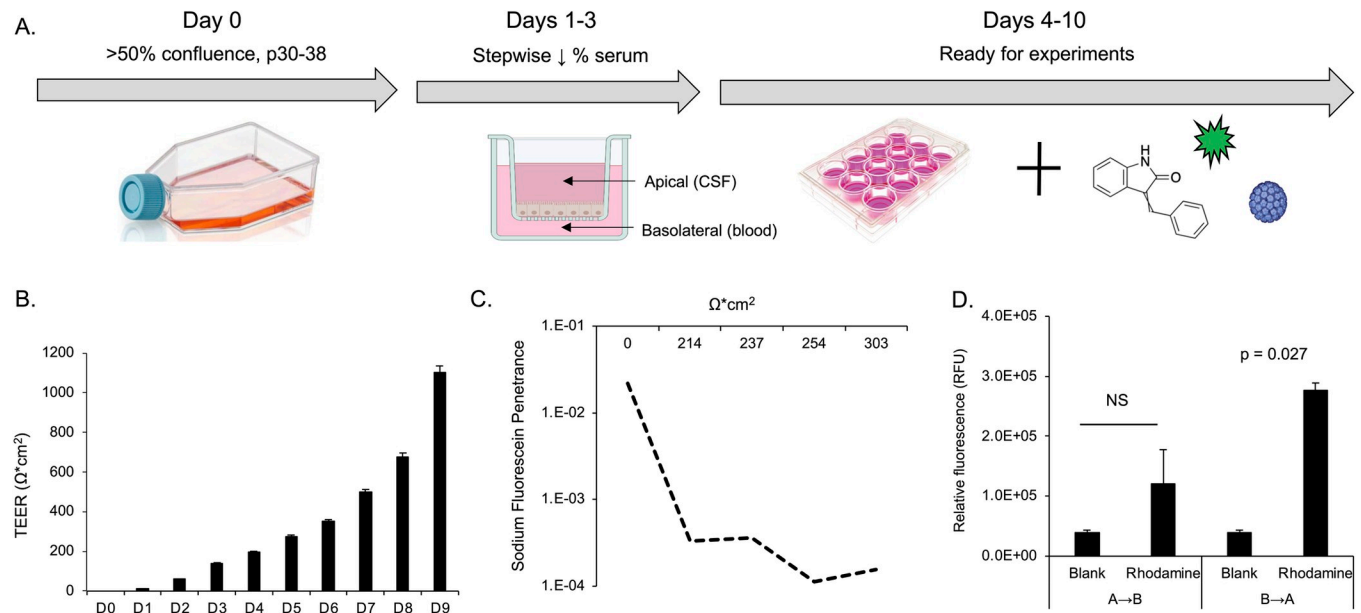 A.
Day 0
>50% confluence, p30-38
Days 1-3
Stepwise ↓ % serum
Days 4-10
Ready for experiments
Apical (CSF)
Basolateral (blood)
H
N
O
B.
TEER (Ω*cm²)
1200
1000
800
600
400
200
0
D0 D1 D2 D3 D4 D5 D6 D7 D8 D9
C.
Ω*cm²
0 214 237 254 303
Sodium Fluorescein Penetrance
1.E-01
1.E-02
1.E-03
1.E-04
D.
Relative fluorescence (RFU)
4.0E+05
3.0E+05
2.0E+05
1.0E+05
0.0E+00
NS
p = 0.027
Blank Rhodamine Blank Rhodamine
A→B B→A